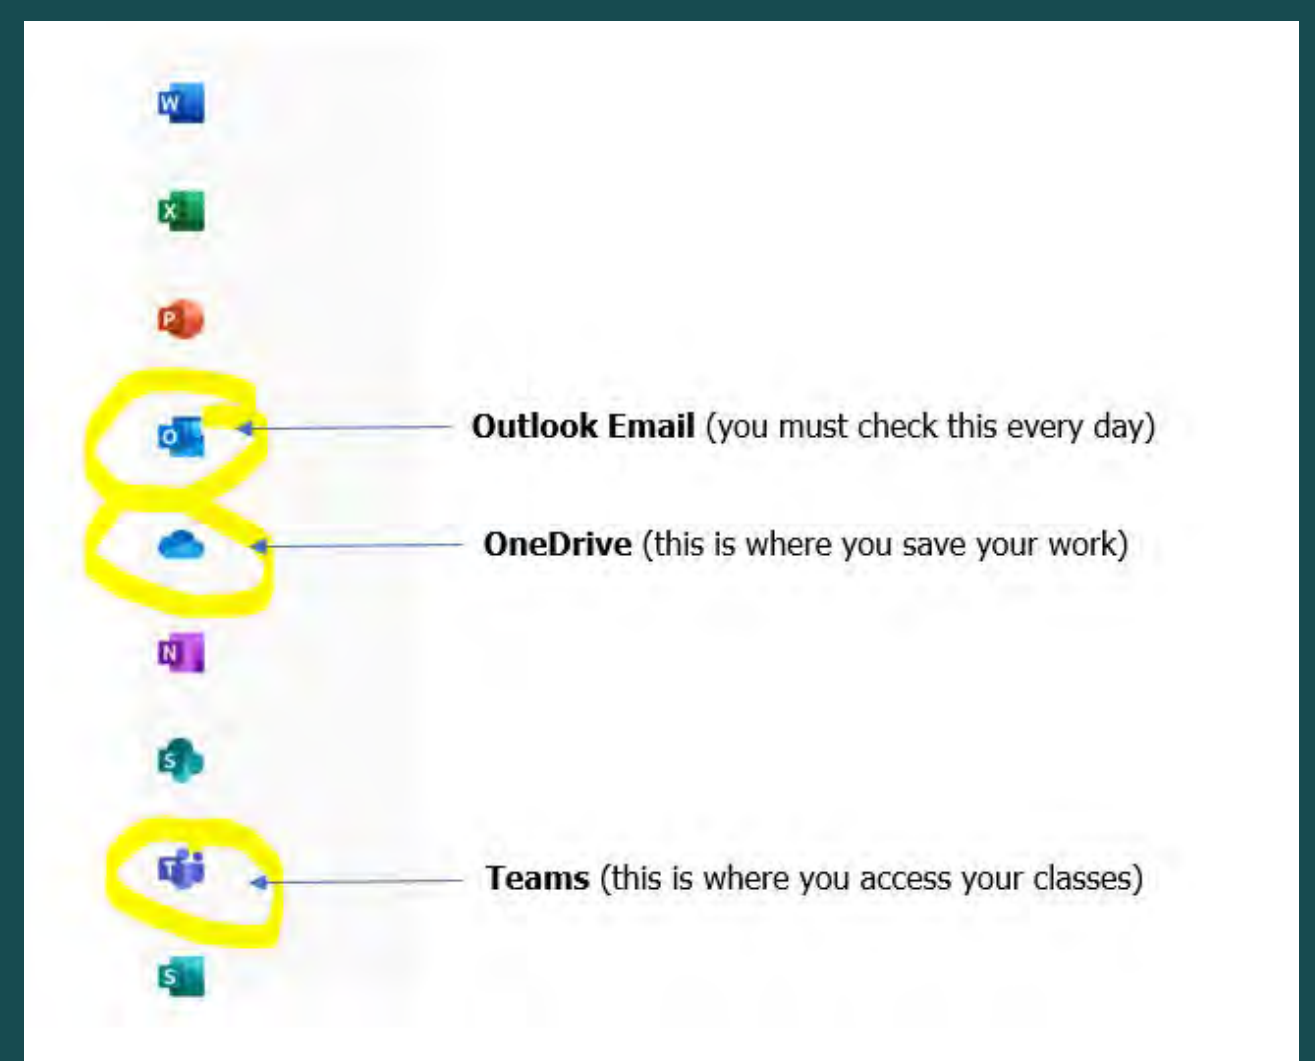 W
X
P
O
Outlook Email (you must check this every day)
OneDrive (this is where you save your work)
N
S
T
Teams (this is where you access your classes)
S